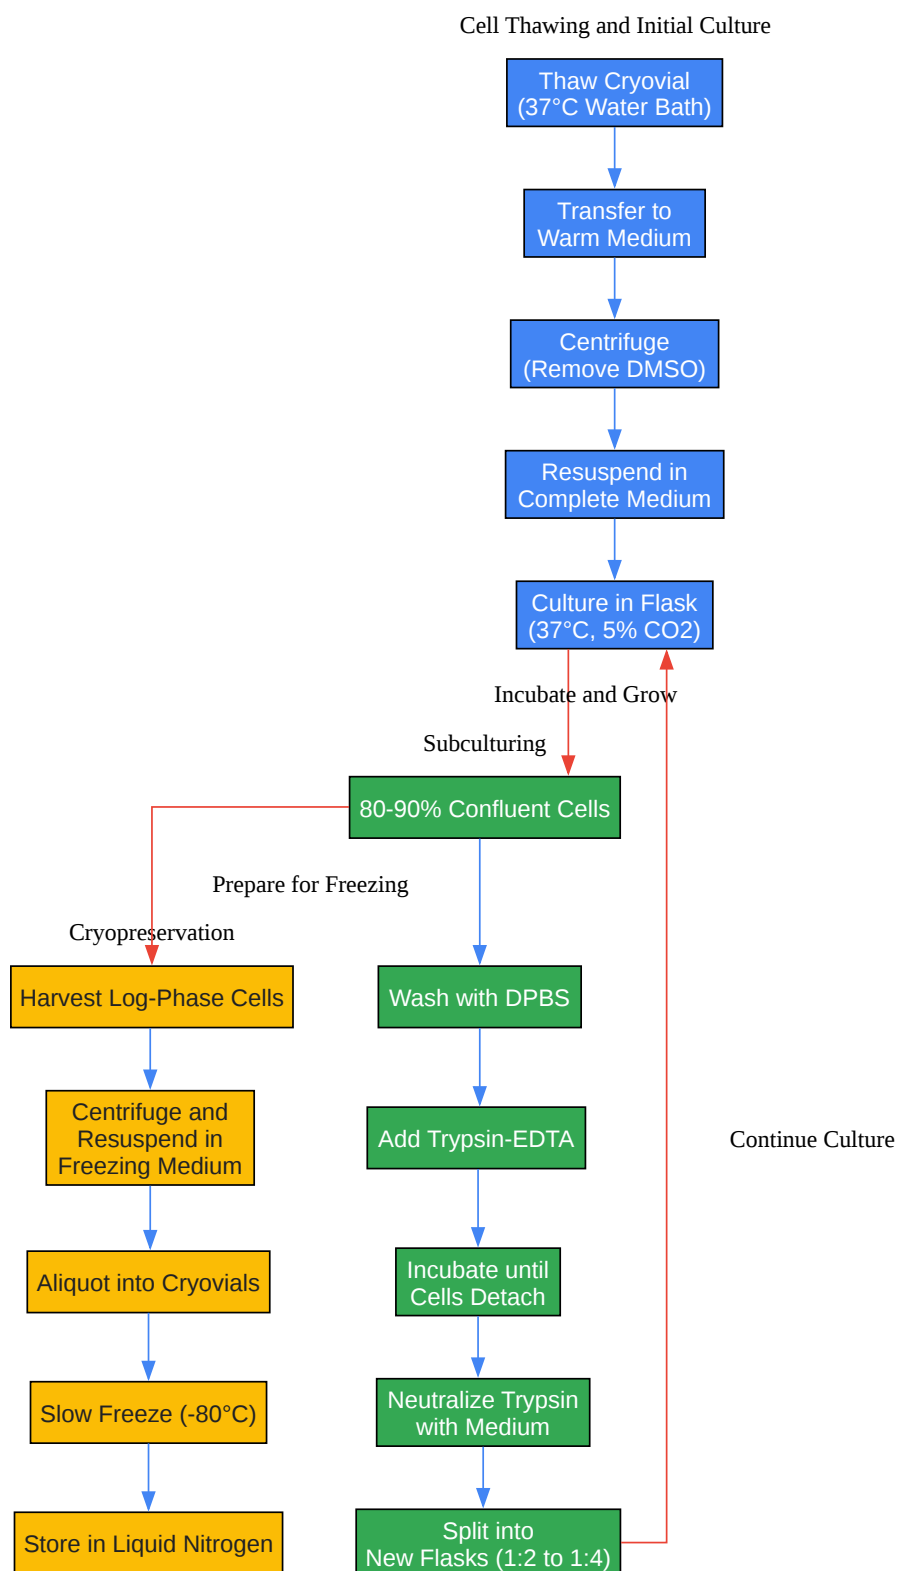 Cell Thawing and Initial Culture
Thaw Cryovial
(37°C Water Bath)
Transfer to
Warm Medium
Centrifuge
(Remove DMSO)
Resuspend in
Complete Medium
Culture in Flask
(37°C, 5% CO2)
Incubate and Grow
Subculturing
80-90% Confluent Cells
Prepare for Freezing
Cryopreservation
Harvest Log-Phase Cells
Wash with DPBS
Centrifuge and
Resuspend in
Freezing Medium
Add Trypsin-EDTA
Continue Culture
Aliquot into Cryovials
Incubate until
Cells Detach
Slow Freeze (-80°C)
Neutralize Trypsin
with Medium
Store in Liquid Nitrogen
Split into
New Flasks (1:2 to 1:4)